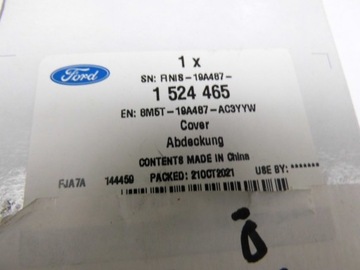 Ford
1 x
SN: FINIS-19A487-
1 524 465
EN: 8M5T-19A487-AC3YYW
Cover
Abdeckung
CONTENTS MADE IN China
FJA7A 144459 PACKED: 21OCT2021 USE BY: *******